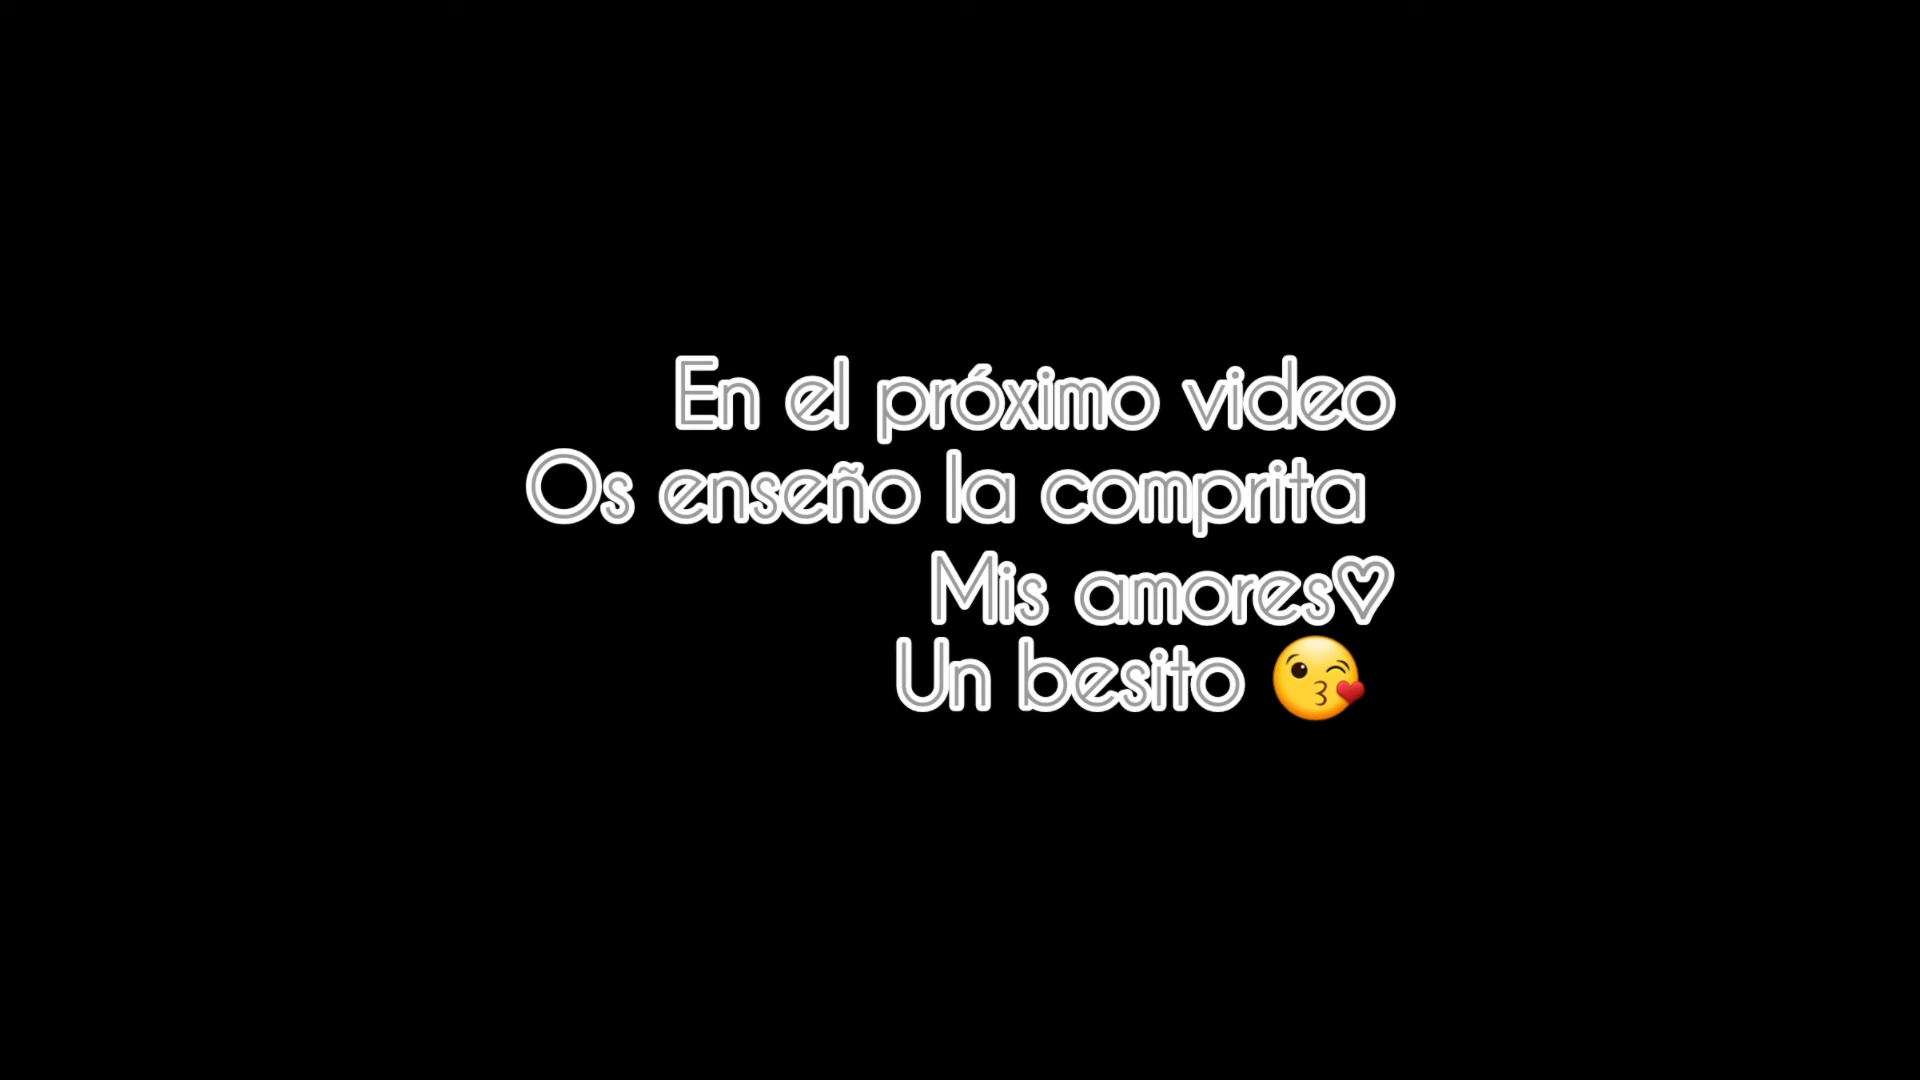 En el próximo video
Os enseño la comprita
Mis amores♡
Un besito 😘